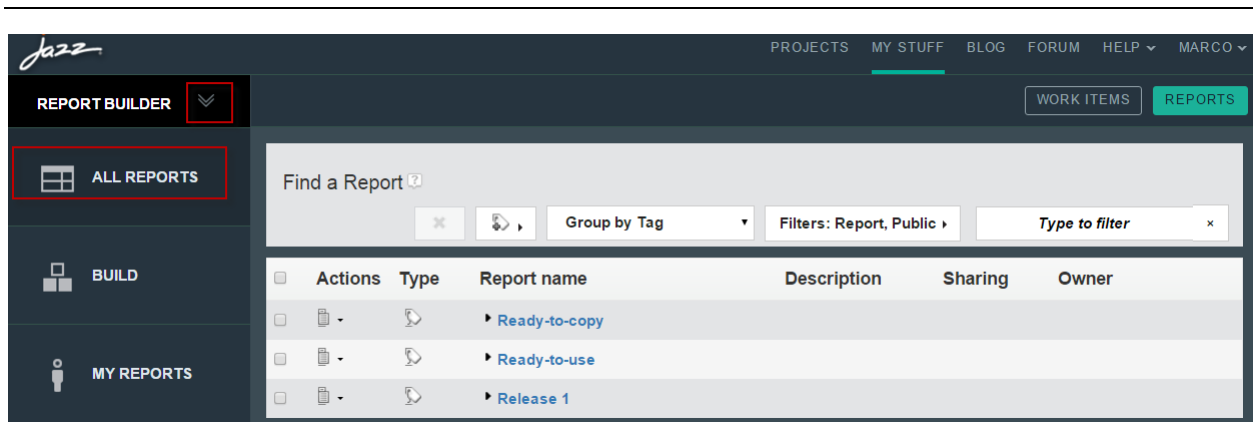 Jazz
PROJECTS MY STUFF BLOG FORUM HELP MARCO
REPORT BUILDER
WORK ITEMS REPORTS
ALL REPORTS
Find a Report ?
Group by Tag Filters: Report, Public Type to filter ×
BUILD
Actions Type Report name Description Sharing Owner
Ready-to-copy
Ready-to-use
MY REPORTS
Release 1